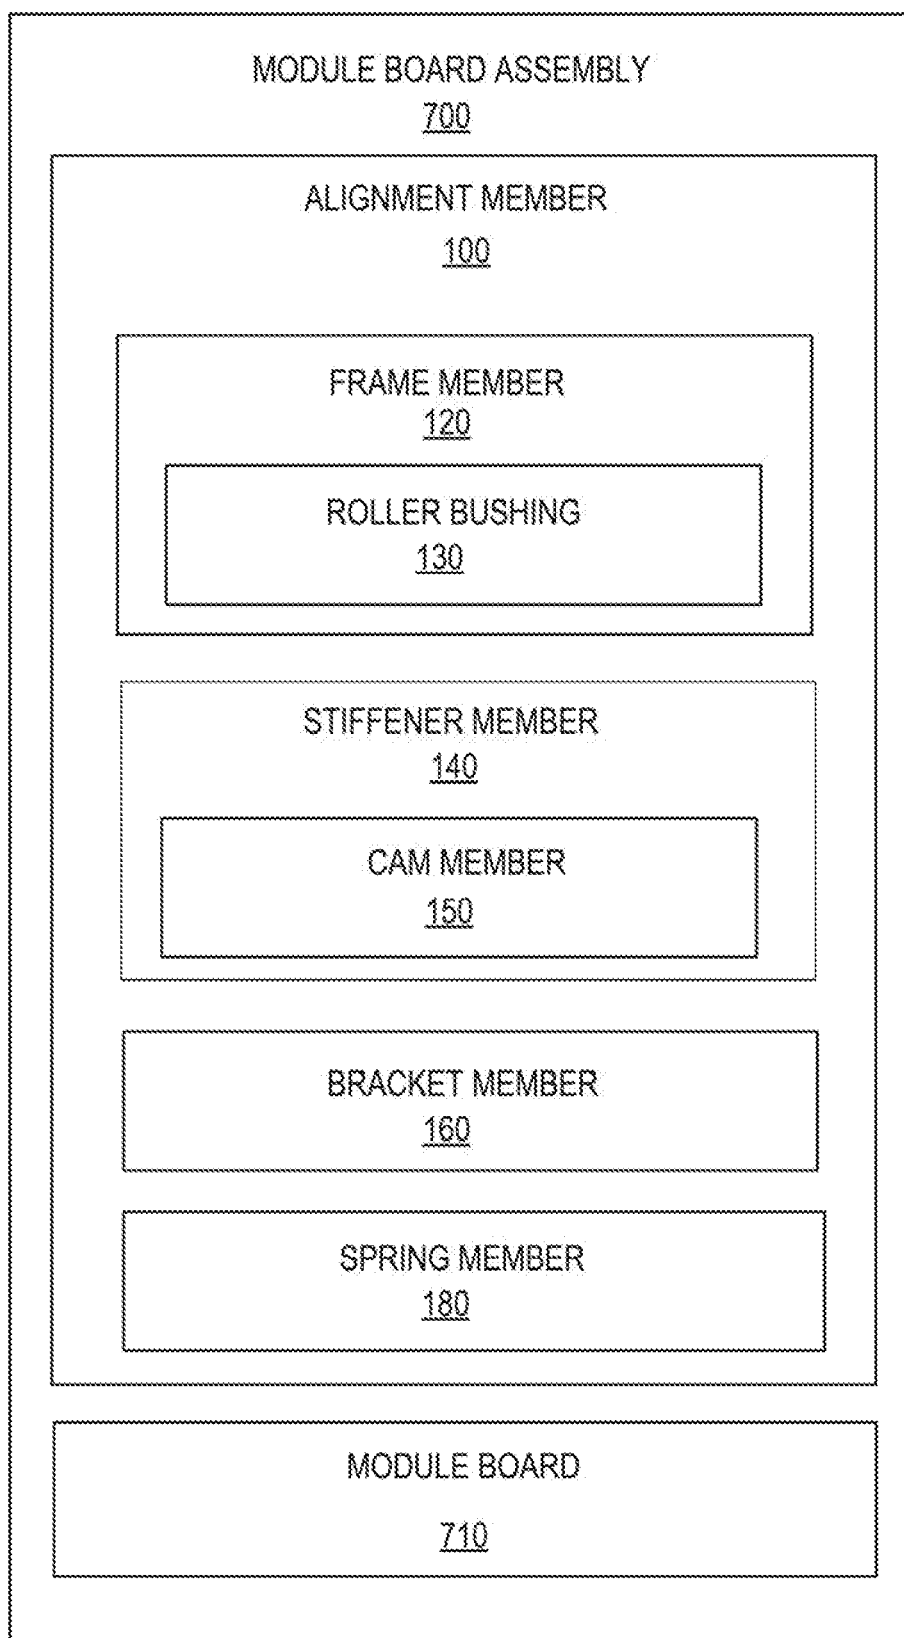 MODULE BOARD ASSEMBLY
700
ALIGNMENT MEMBER
100
FRAME MEMBER
120
ROLLER BUSHING
130
STIFFENER MEMBER
140
CAM MEMBER
150
BRACKET MEMBER
160
SPRING MEMBER
180
MODULE BOARD
710